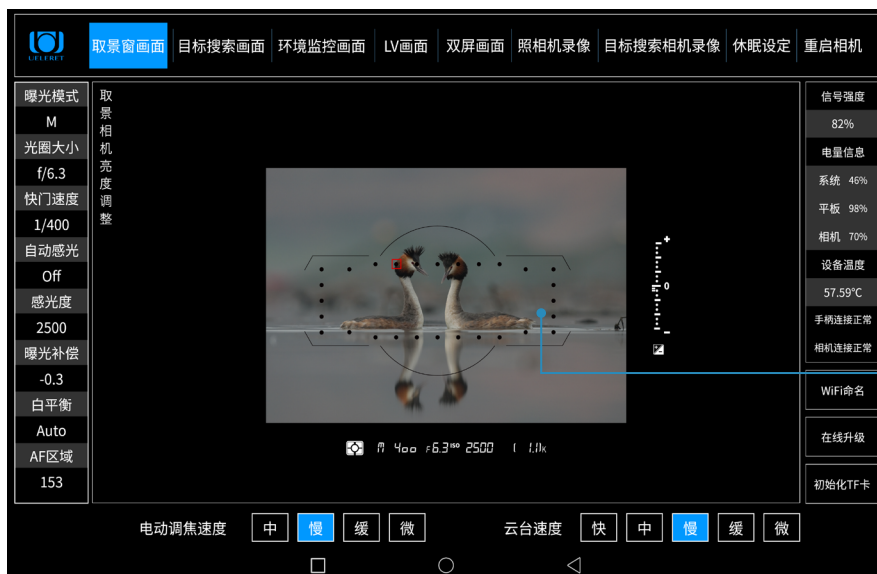 UFLEBET
取景窗画面 目标搜索画面 环境监控画面 LV画面 双屏画面 照相机录像 目标搜索相机录像 休眠设定 重启相机
曝光模式
M
光圈大小
f/6.3
快门速度
1/400
自动感光
Off
感光度
2500
曝光补偿
-0.3
白平衡
Auto
AF区域
153
取景相机亮度调整
+
0
-
M 400 F6.3 ISO 2500 ( 1.1)K
信号强度
82%
电量信息
系统 46%
平板 98%
相机 70%
设备温度
57.59°C
手柄连接正常
相机连接正常
WiFi命名
在线升级
初始化TF卡
电动调焦速度 中 慢 缓 微 云台速度 快 中 慢 缓 微